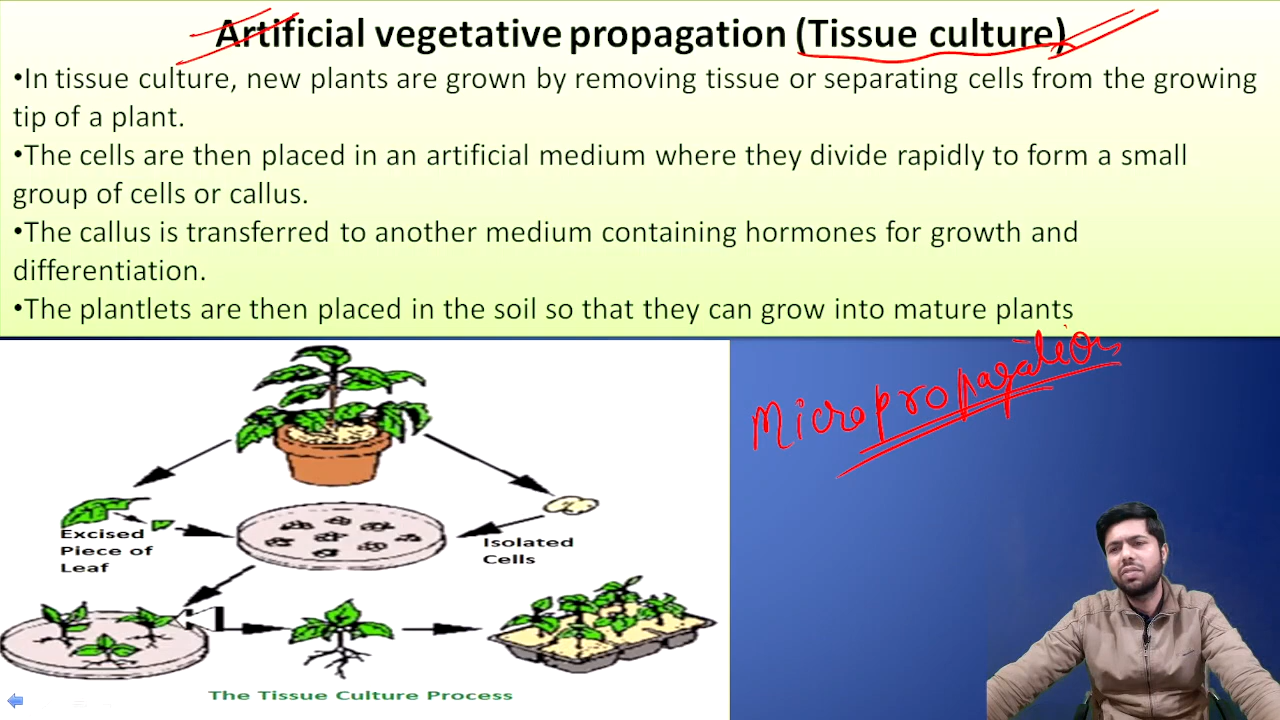 Artificial vegetative propagation (Tissue culture)
•In tissue culture, new plants are grown by removing tissue or separating cells from the growing
tip of a plant.
•The cells are then placed in an artificial medium where they divide rapidly to form a small
group of cells or callus.
•The callus is transferred to another medium containing hormones for growth and
differentiation.
•The plantlets are then placed in the soil so that they can grow into mature plants
Micropropagation
Excised
Piece of
Leaf
Isolated
Cells
The Tissue Culture Process